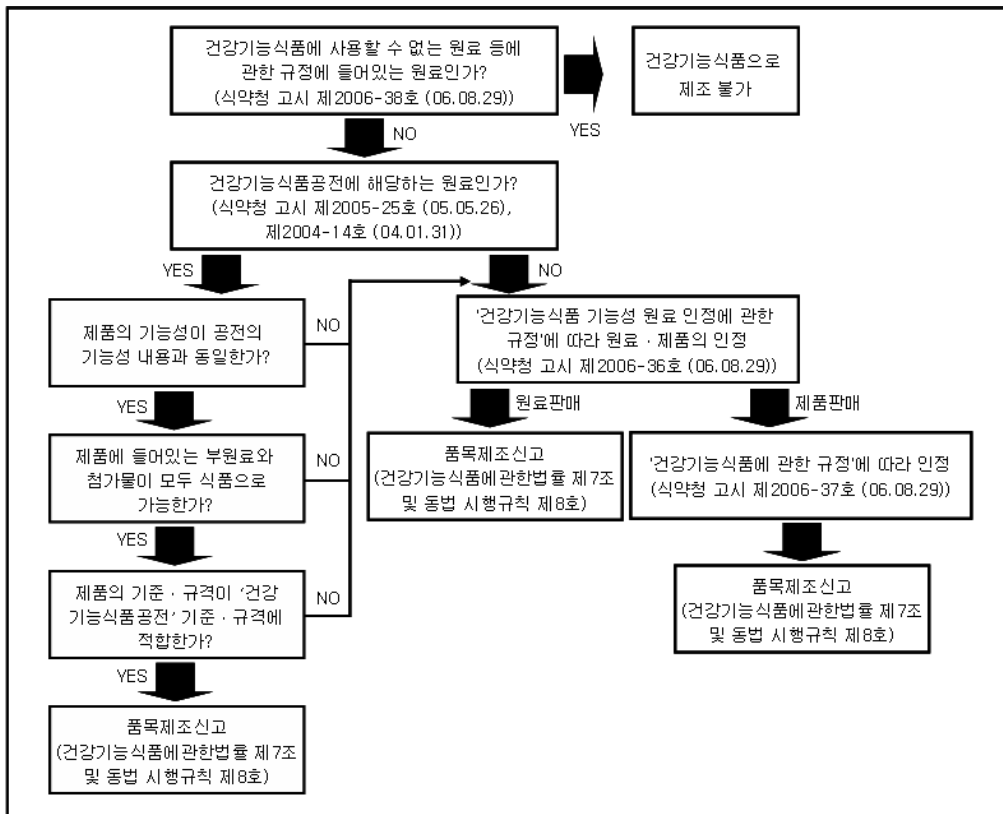 건강기능식품에 사용할 수 없는 원료 등에
관한 규정에 들어있는 원료인가?
(식약청 고시 제2006-38호 (06.08.29))
YES
건강기능식품으로
제조 불가
NO
건강기능식품공전에 해당하는 원료인가?
(식약청 고시 제2005-25호 (05.05.26),
제2004-14호 (04.01.31))
YES
NO
제품의 기능성이 공전의
기능성 내용과 동일한가?
NO
'건강기능식품 기능성 원료 인정에 관한
규정'에 따라 원료 · 제품의 인정
(식약청 고시 제2006-36호 (06.08.29))
YES
원료판매
제품판매
제품에 들어있는 부원료와
첨가물이 모두 식품으로
가능한가?
NO
품목제조신고
(건강기능식품에관한법률 제7조
및 동법 시행규칙 제8호)
'건강기능식품에 관한 규정'에 따라 인정
(식약청 고시 제2006-37호 (06.08.29))
YES
제품의 기준 · 규격이 '건강
기능식품공전' 기준 · 규격에
적합한가?
NO
품목제조신고
(건강기능식품에관한법률 제7조
및 동법 시행규칙 제8호)
YES
품목제조신고
(건강기능식품에관한법률 제7조
및 동법 시행규칙 제8호)